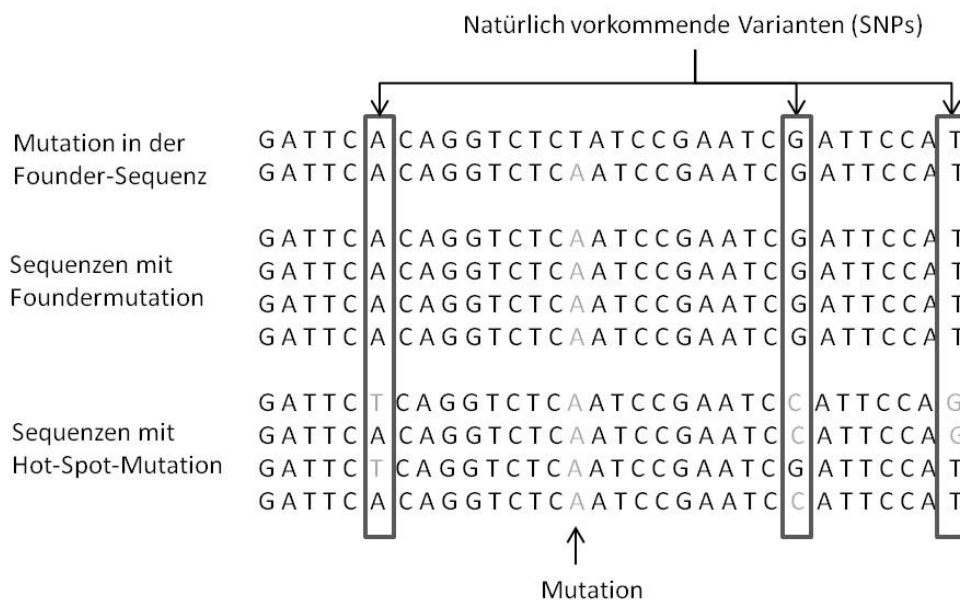 Natürlich vorkommende Varianten (SNPs)
Mutation in der
Founder-Sequenz
GATTCACAGGTCTCTATCCGAATCGATTCCAT
GATTCACAGGTCTCAATCCGAATCGATTCCAT
Sequenzen mit
Foundermutation
GATTCACAGGTCTCAATCCGAATCGATTCCAT
GATTCACAGGTCTCAATCCGAATCGATTCCAT
GATTCACAGGTCTCAATCCGAATCGATTCCAT
GATTCACAGGTCTCAATCCGAATCGATTCCAT
Sequenzen mit
Hot-Spot-Mutation
GATTCTCAGGTCTCAATCCGAATCCATTCCAG
GATTCACAGGTCTCAATCCGAATCCATTCCAG
GATTCTCAGGTCTCAATCCGAATCGATTCCAT
GATTCACAGGTCTCAATCCGAATCCATTCCAT
Mutation